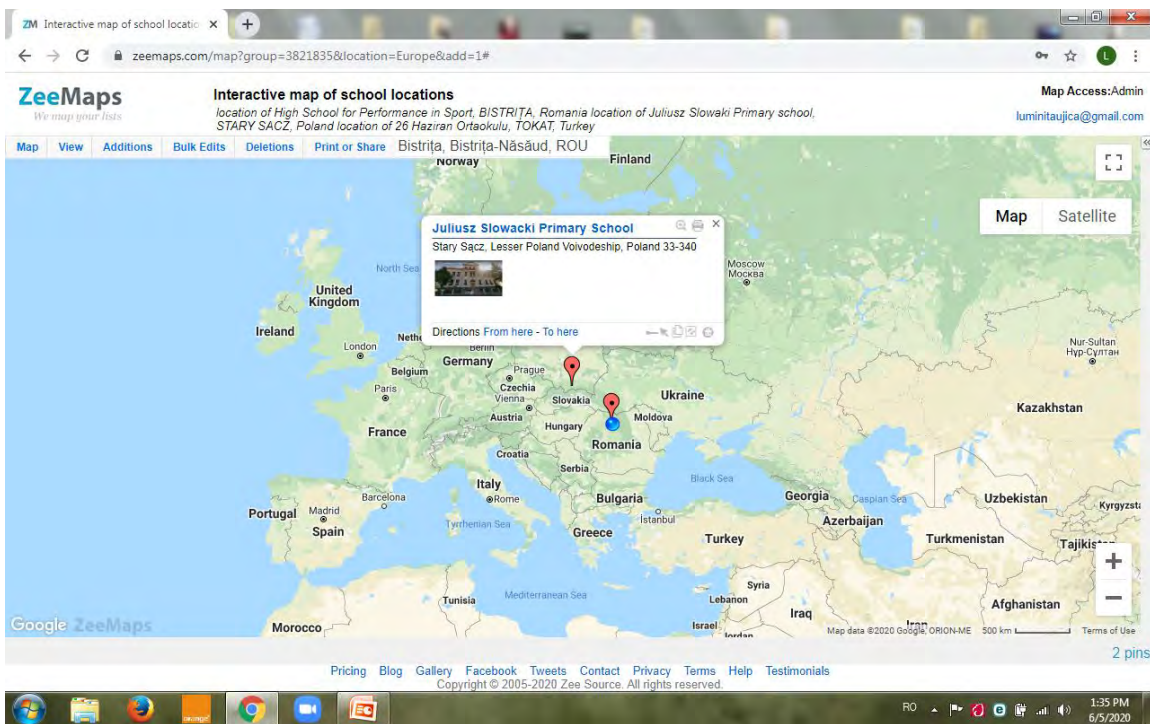 ZM Interactive map of school locatio
zeemaps.com/map?group=3821835&location=Europe&add=1#
L
ZeeMaps
We map your lists
Interactive map of school locations
location of High School for Performance in Sport, BISTRIȚA, Romania location of Juliusz Slowaki Primary school,
STARY SACZ, Poland location of 26 Haziran Ortaokulu, TOKAT, Turkey
Map Access:Admin
luminitaujica@gmail.com
Map View Additions Bulk Edits Deletions Print or Share Bistrița, Bistrița-Năsăud, ROU
Norway
Finland
Map Satellite
Juliusz Slowacki Primary School
Stary Sącz, Lesser Poland Voivodeship, Poland 33-340
Directions From here - To here
North Sea
Moscow
Москва
United
Kingdom
Ireland
London
Nethe
Berlin
Nur-Sultan
Нұр-Сұлтан
Belgium
Germany
Prague
Paris
Czechia
Vienna
Slovakia
Ukraine
Kazakhstan
Austria
Hungary
Moldova
France
Romania
Croatia
Serbia
Italy
Black Sea
Barcelona
Rome
Bulgaria
Georgia
Caspian Sea
Uzbekistan
Kyrgyzsta
Portugal
Madrid
Spain
Tyrrhenian Sea
Istanbul
Greece
Turkey
Azerbaijan
Turkmenistan
Tajikistan
Tunisia
Mediterranean Sea
Syria
Lebanon
Iraq
Afghanistan
Google ZeeMaps
Morocco
Israel
Jordan
Iran
Map data ©2020 Google, ORION-ME 500 km Terms of Use
2 pins
Pricing Blog Gallery Facebook Tweets Contact Privacy Terms Help Testimonials
Copyright © 2005-2020 Zee Source. All rights reserved.
orange
RO
1:35 PM
6/5/2020